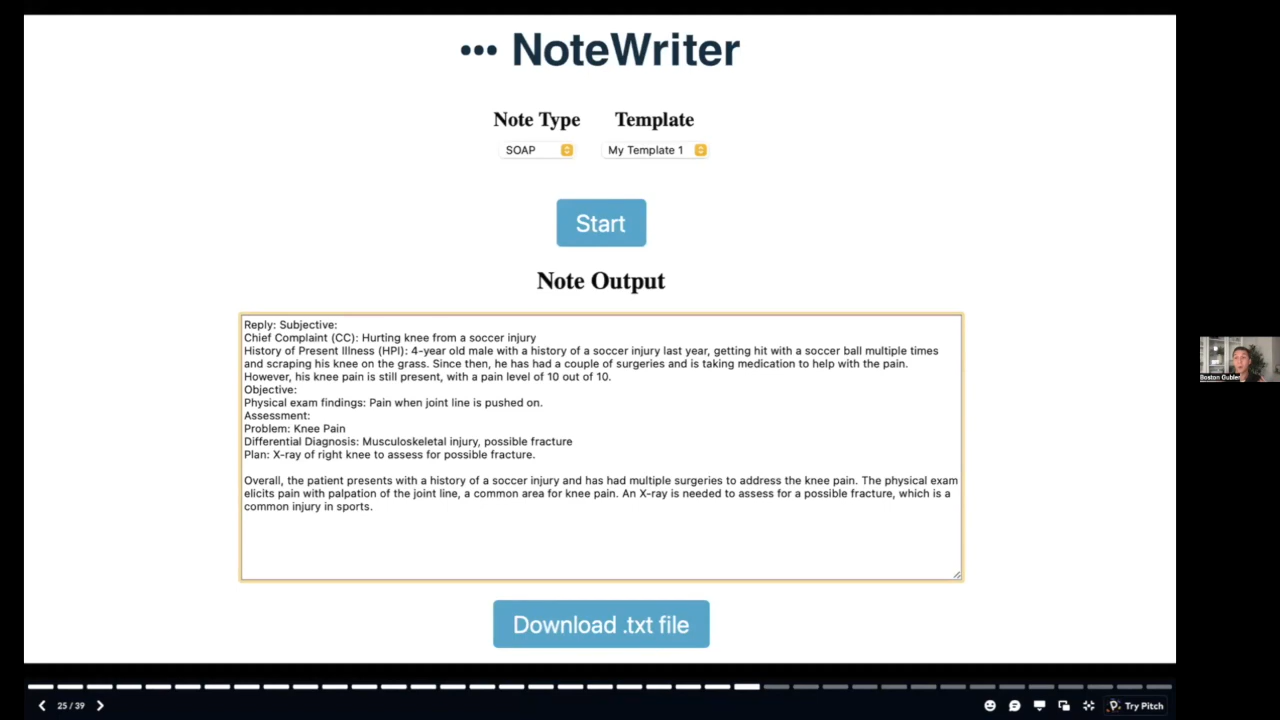 ••• NoteWriter
Note Type Template
SOAP My Template 1
Start
Note Output
Reply: Subjective:
Chief Complaint (CC): Hurting knee from a soccer injury
History of Present Illness (HPI): 4-year old male with a history of a soccer injury last year, getting hit with a soccer ball multiple times
and scraping his knee on the grass. Since then, he has had a couple of surgeries and is taking medication to help with the pain.
However, his knee pain is still present, with a pain level of 10 out of 10.
Objective:
Physical exam findings: Pain when joint line is pushed on.
Assessment:
Problem: Knee Pain
Differential Diagnosis: Musculoskeletal injury, possible fracture
Plan: X-ray of right knee to assess for possible fracture.
Overall, the patient presents with a history of a soccer injury and has had multiple surgeries to address the knee pain. The physical exam
elicits pain with palpation of the joint line, a common area for knee pain. An X-ray is needed to assess for a possible fracture, which is a
common injury in sports.
Download .txt file
Boston Gubler
25 / 39
Try Pitch